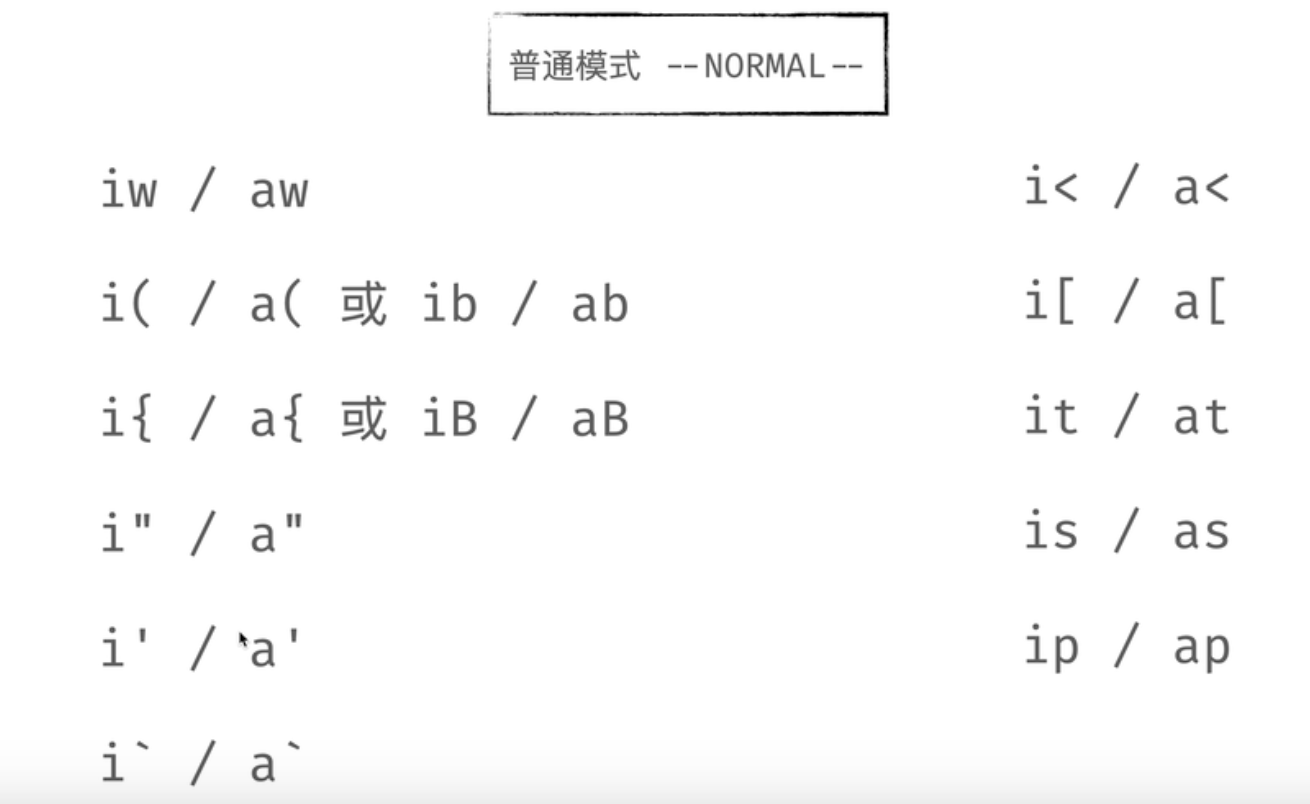 普通模式 --NORMAL--
iw / aw
i( / a( 或 ib / ab
i{ / a{ 或 iB / aB
i" / a"
i' / a'
i` / a`
i< / a<
i[ / a[
it / at
is / as
ip / ap